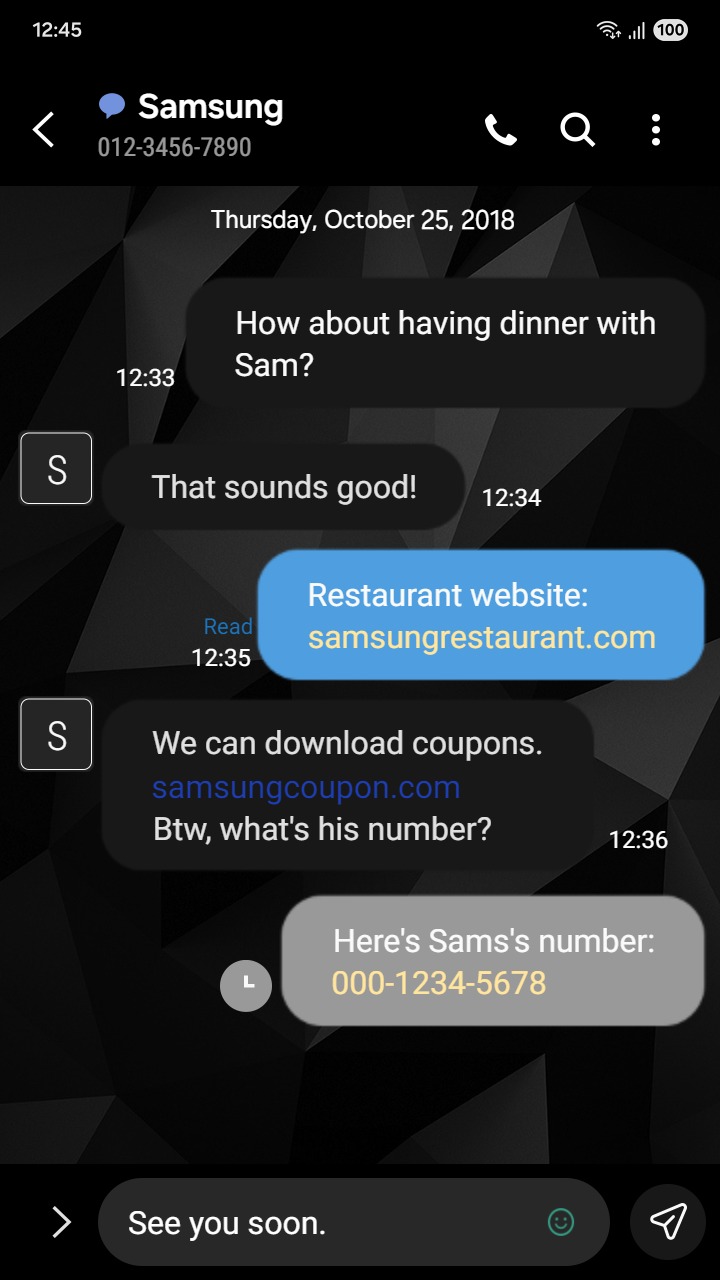 12:45
100
Samsung
012-3456-7890
Thursday, October 25, 2018
How about having dinner with
Sam?
12:33
S
That sounds good!
12:34
Restaurant website:
samsungrestaurant.com
Read
12:35
S
We can download coupons.
samsungcoupon.com
Btw, what's his number?
12:36
Here's Sams's number:
000-1234-5678
See you soon.